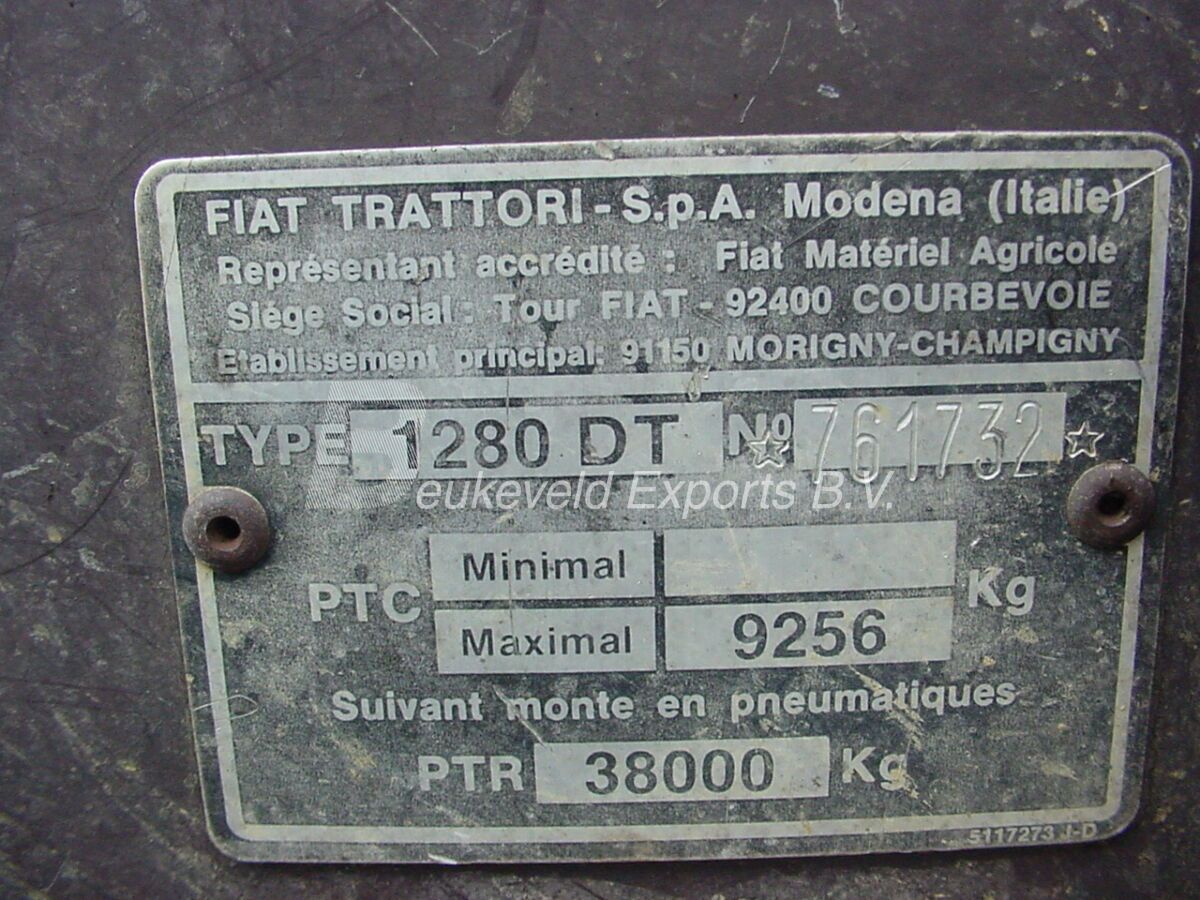 FIAT TRATTORI - S.p.A. Modena (Italie)
Représentant accrédité : Fiat Matériel Agricole
Siége Social : Tour FIAT - 92400 COURBEVOIE
Etablissement principal: 91150 MORIGNY-CHAMPIGNY
TYPE 1280 DT Nº ☆ 761732 ☆
Beukeveld Exports B.V.
PTC Minimal Kg
Maximal 9256
Suivant monte en pneumatiques
PTR 38000 Kg
5117273 J-D